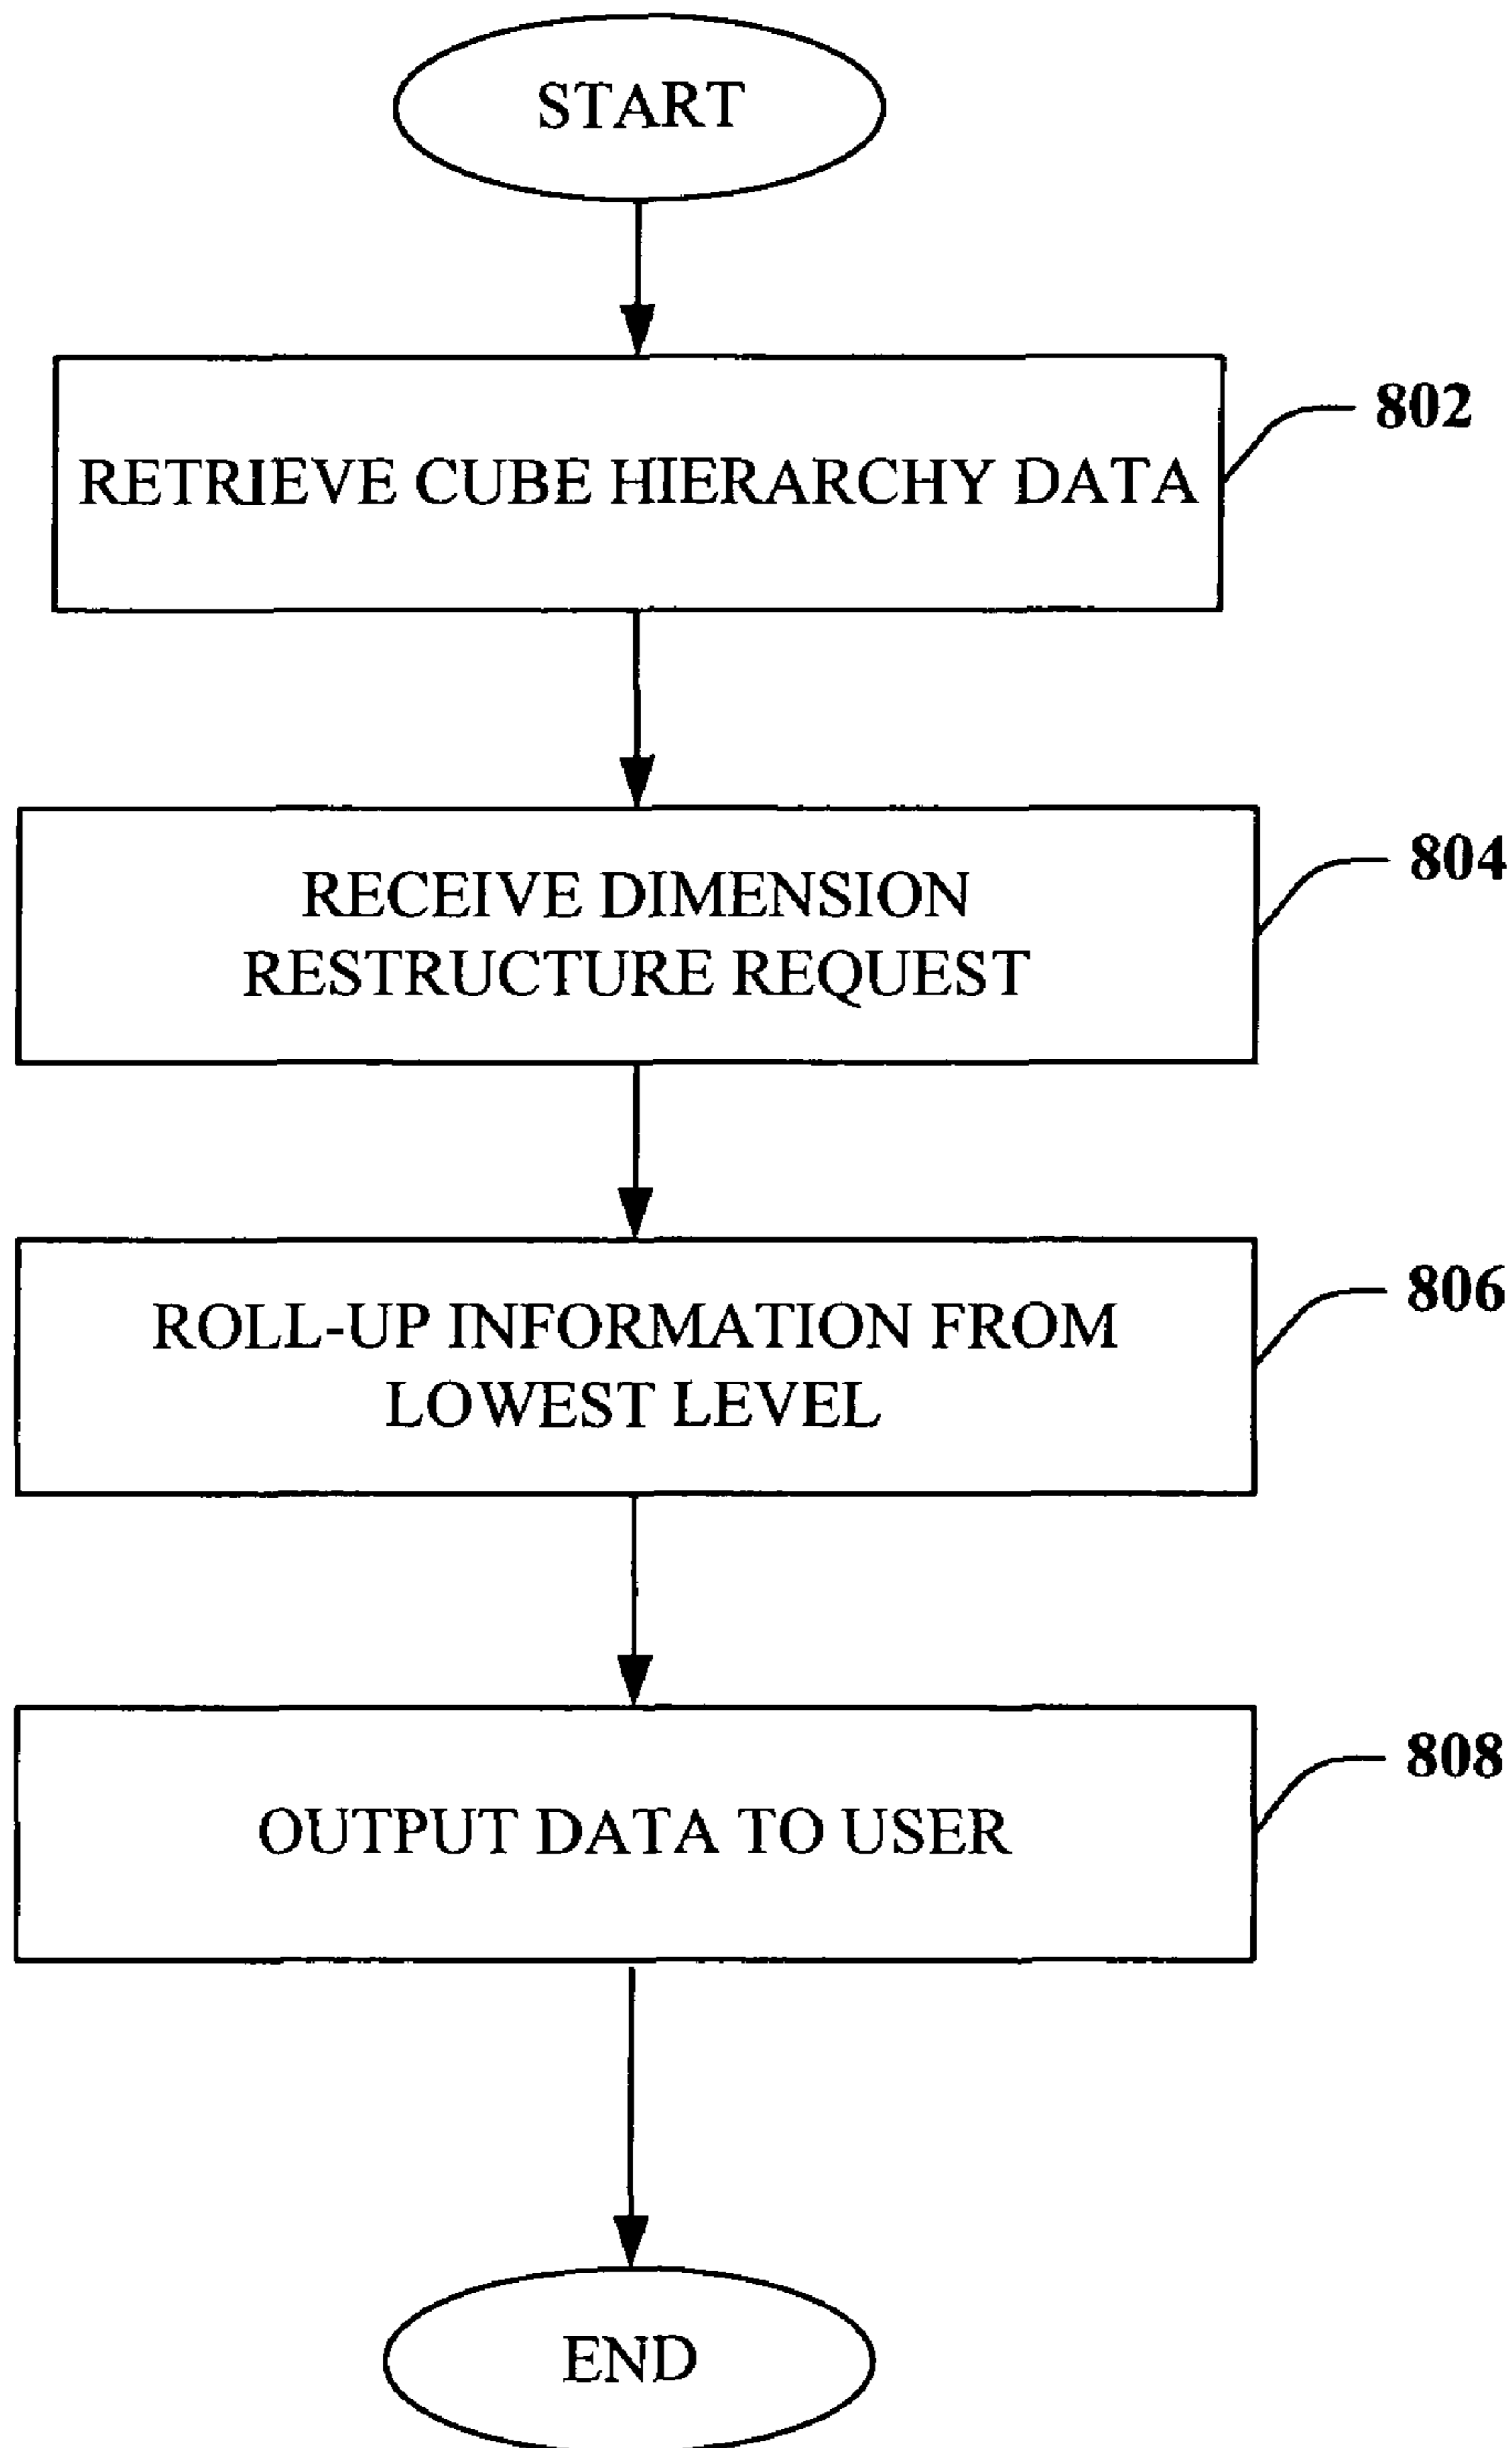 START
RETRIEVE CUBE HIERARCHY DATA
802
RECEIVE DIMENSION
RESTRUCTURE REQUEST
804
ROLL-UP INFORMATION FROM
LOWEST LEVEL
806
OUTPUT DATA TO USER
808
END